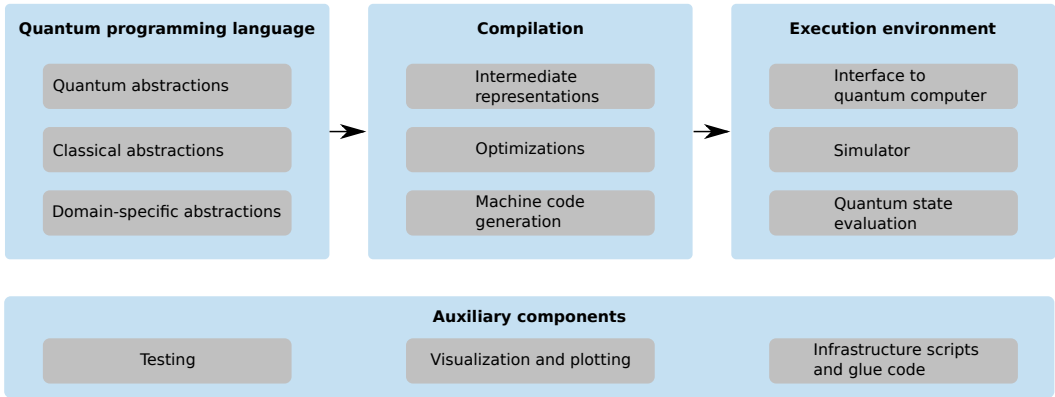 Quantum programming language
Quantum abstractions
Classical abstractions
Domain-specific abstractions
Compilation
Intermediate
representations
Optimizations
Machine code
generation
Execution environment
Interface to
quantum computer
Simulator
Quantum state
evaluation
Auxiliary components
Testing
Visualization and plotting
Infrastructure scripts
and glue code